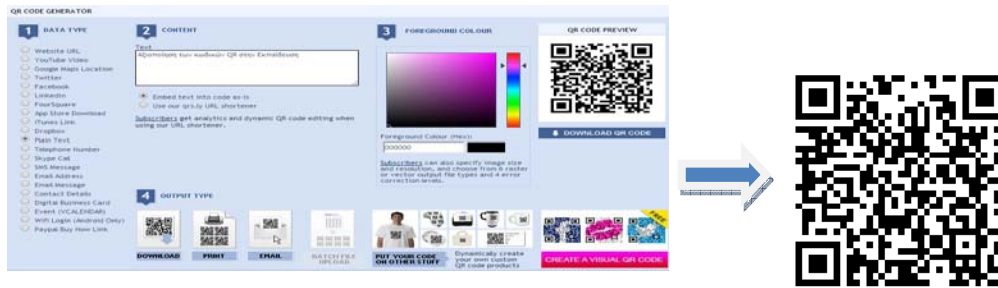 QR CODE GENERATOR
1 DATA TYPE
Website URL
YouTube Video
Google Maps Location
Twitter
Facebook
LinkedIn
FourSquare
App Store Download
iTunes Link
Dropbox
Plain Text
Telephone Number
Skype Call
SMS Message
Email Address
Email Message
Contact Details
Digital Business Card
Event (VCALENDAR)
Wifi Login (Android Only)
Paypal Buy Now Link
2 CONTENT
Text
Αξιοποίηση των κωδικών QR στην Εκπαίδευση
Embed text into code as-is
Use our qrs.ly URL shortener
Subscribers get analytics and dynamic QR code editing when
using our URL shortener.
3 FOREGROUND COLOUR
Foreground Colour (Hex):
000000
Subscribers can also specify image size
and resolution, and choose from 6 raster
or vector output file types and 4 error
correction levels.
QR CODE PREVIEW
DOWNLOAD QR CODE
4 OUTPUT TYPE
DOWNLOAD
PRINT
EMAIL
BATCH FILE
UPLOAD
PUT YOUR CODE
ON OTHER STUFF
Dynamically create
your own custom
QR code products
FREE
CREATE A VISUAL QR CODE